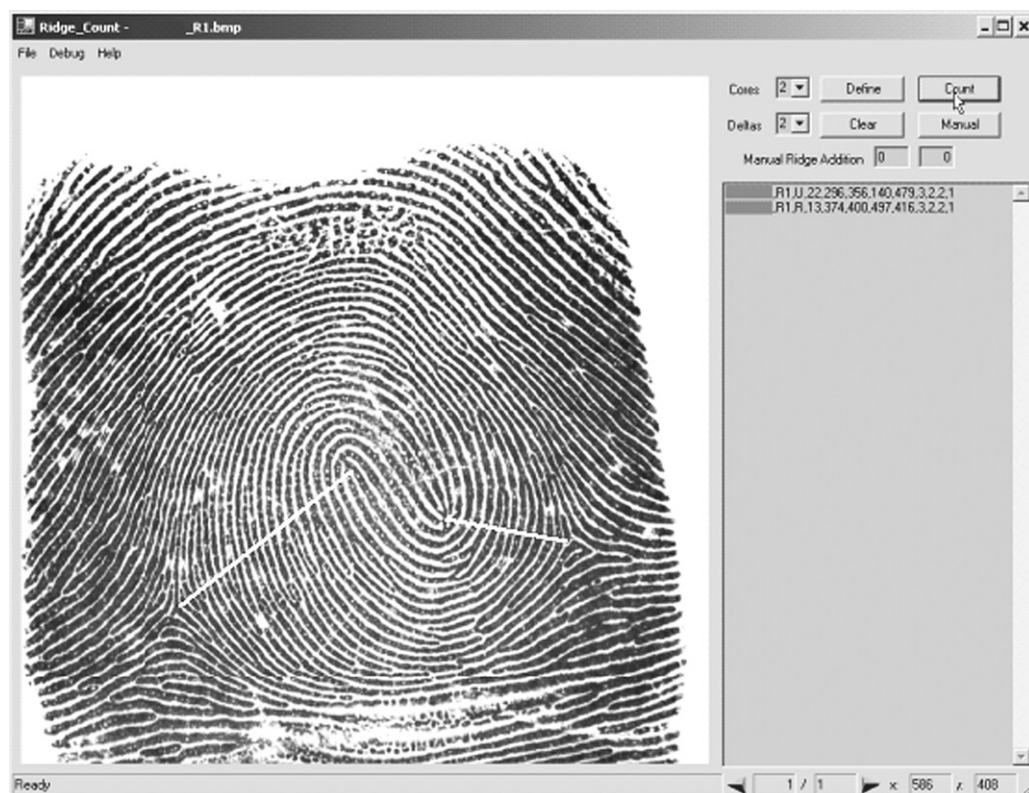 Ridge_Count - _R1.bmp
File Debug Help
Cores 2 Define Count
Deltas 2 Clear Manual
Manual Ridge Addition 0 0
,R1,U,22,296,356,140,479,3,2,2,1
,R1,R,13,374,400,497,416,3,2,2,1
Ready 1 / 1 x 586 408